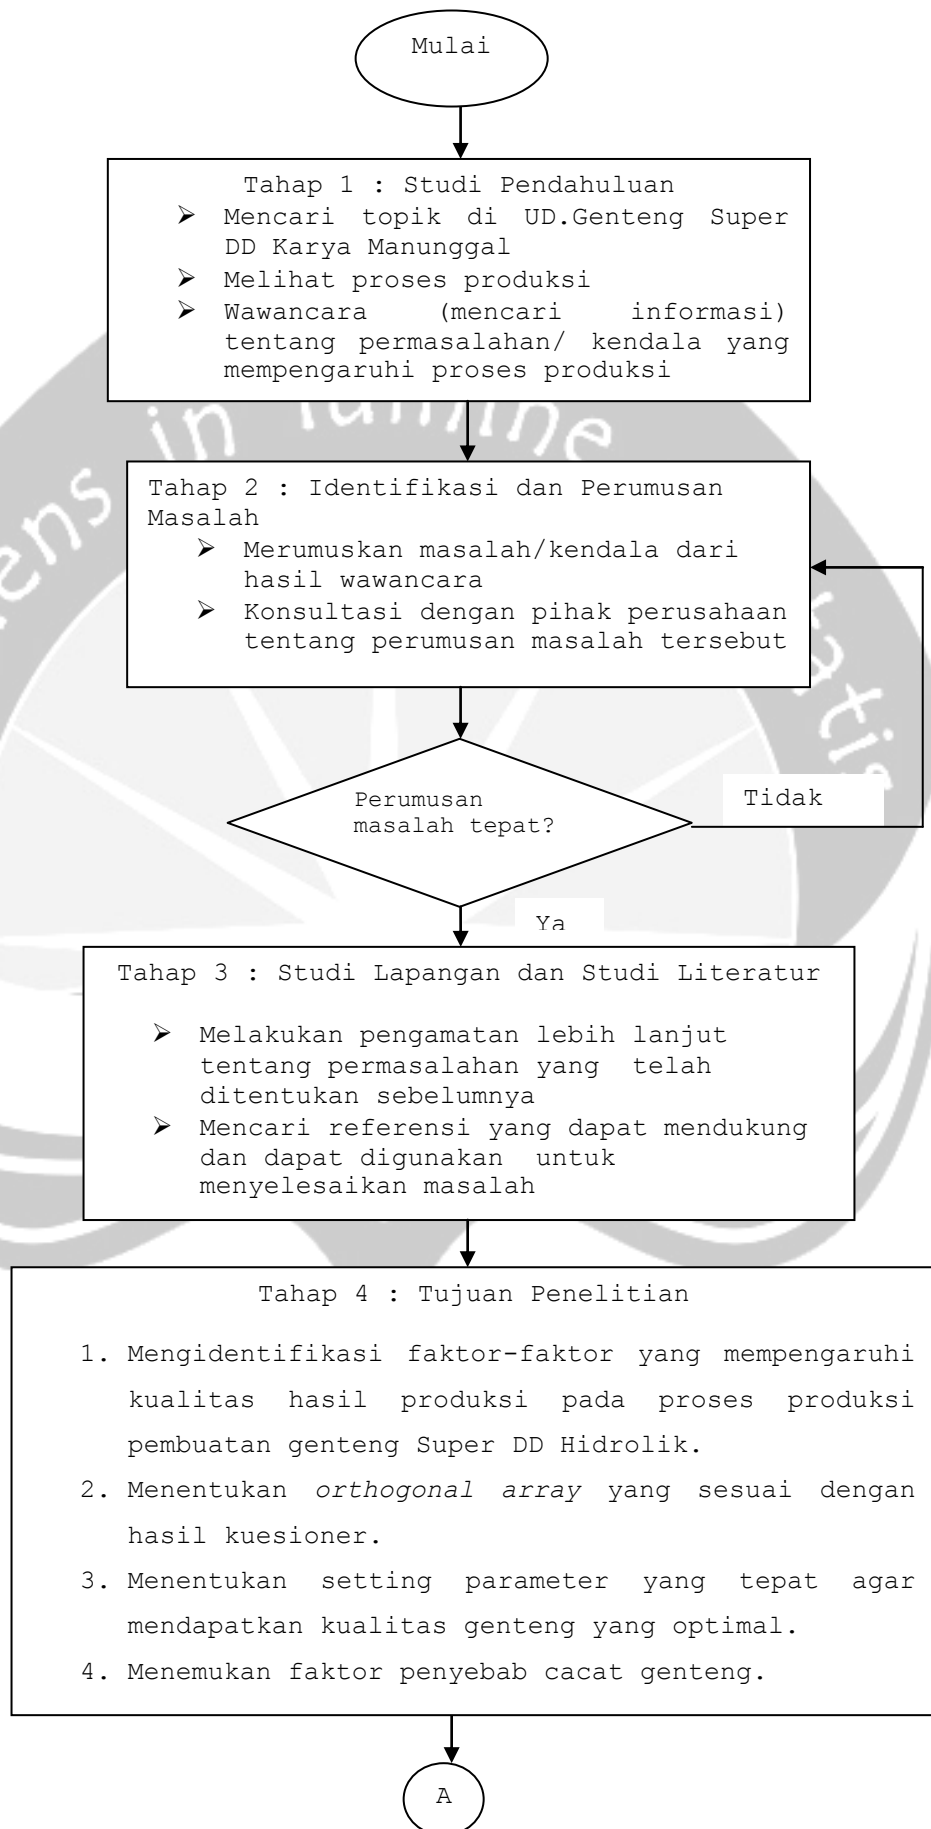 Mulai
Tahap 1 : Studi Pendahuluan
➢ Mencari topik di UD.Genteng Super
DD Karya Manunggal
➢ Melihat proses produksi
➢ Wawancara (mencari informasi)
tentang permasalahan/ kendala yang
mempengaruhi proses produksi
in lumine
ens
Tahap 2 : Identifikasi dan Perumusan
Masalah
➢ Merumuskan masalah/kendala dari
hasil wawancara
➢ Konsultasi dengan pihak perusahaan
tentang perumusan masalah tersebut
atis
Perumusan
masalah tepat?
Tidak
Ya
Tahap 3 : Studi Lapangan dan Studi Literatur
➢ Melakukan pengamatan lebih lanjut
tentang permasalahan yang telah
ditentukan sebelumnya
➢ Mencari referensi yang dapat mendukung
dan dapat digunakan untuk
menyelesaikan masalah
Tahap 4 : Tujuan Penelitian
1. Mengidentifikasi faktor-faktor yang mempengaruhi
kualitas hasil produksi pada proses produksi
pembuatan genteng Super DD Hidrolik.
2. Menentukan orthogonal array yang sesuai dengan
hasil kuesioner.
3. Menentukan setting parameter yang tepat agar
mendapatkan kualitas genteng yang optimal.
4. Menemukan faktor penyebab cacat genteng.
A